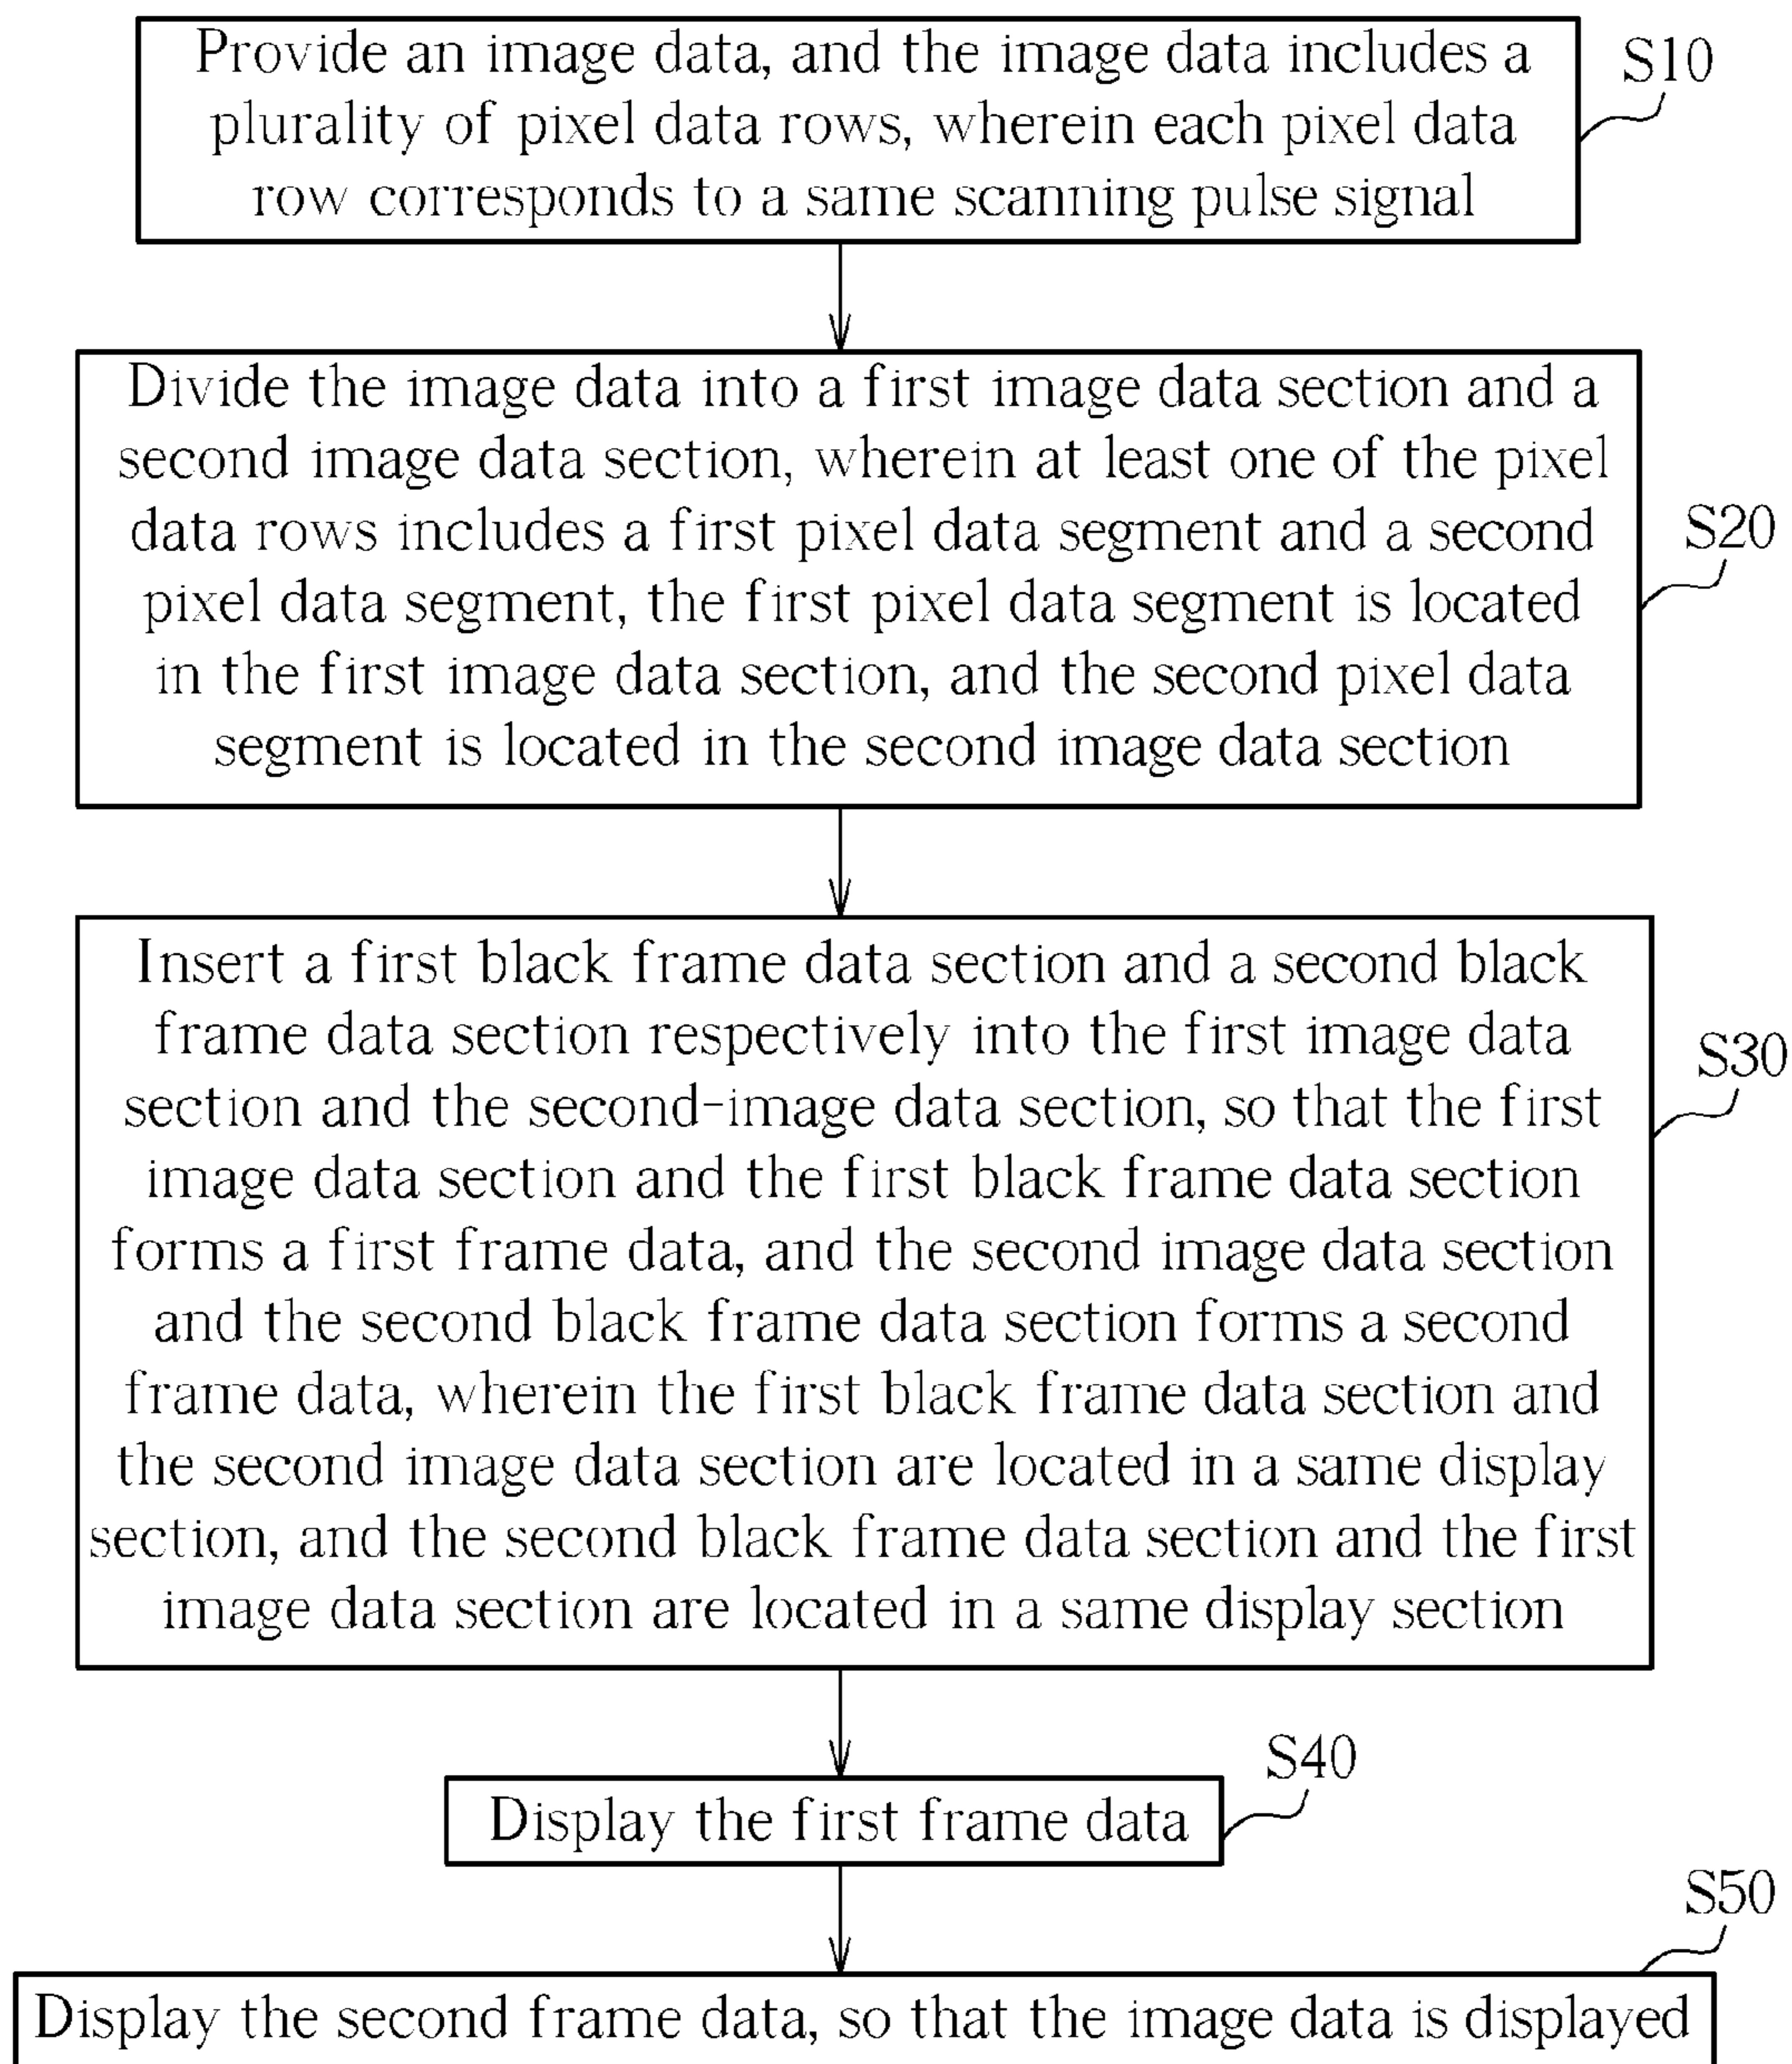 Provide an image data, and the image data includes a
plurality of pixel data rows, wherein each pixel data
row corresponds to a same scanning pulse signal
S10
Divide the image data into a first image data section and a
second image data section, wherein at least one of the pixel
data rows includes a first pixel data segment and a second
pixel data segment, the first pixel data segment is located
in the first image data section, and the second pixel data
segment is located in the second image data section
S20
Insert a first black frame data section and a second black
frame data section respectively into the first image data
section and the second-image data section, so that the first
image data section and the first black frame data section
forms a first frame data, and the second image data section
and the second black frame data section forms a second
frame data, wherein the first black frame data section and
the second image data section are located in a same display
section, and the second black frame data section and the first
image data section are located in a same display section
S30
Display the first frame data
S40
Display the second frame data, so that the image data is displayed
S50